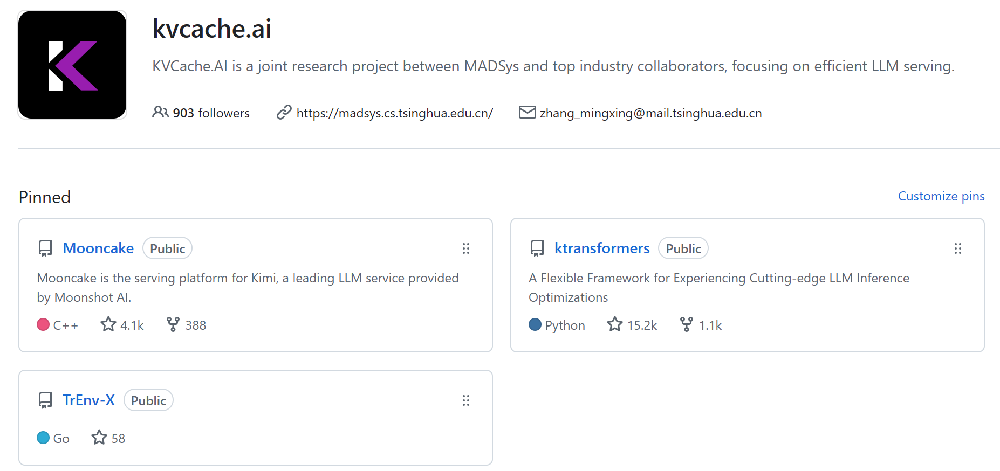 kvcache.ai
KVCache.AI is a joint research project between MADSys and top industry collaborators, focusing on efficient LLM serving.
903 followers https://madsys.cs.tsinghua.edu.cn/ zhang_mingxing@mail.tsinghua.edu.cn
Pinned
Customize pins
Mooncake Public
Mooncake is the serving platform for Kimi, a leading LLM service provided
by Moonshot AI.
C++ 4.1k 388
ktransformers Public
A Flexible Framework for Experiencing Cutting-edge LLM Inference
Optimizations
Python 15.2k 1.1k
TrEnv-X Public
Go 58